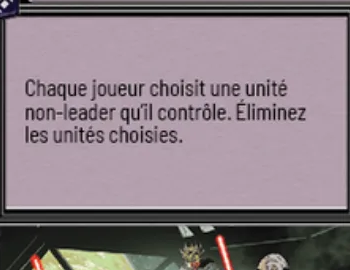 Chaque joueur choisit une unité
non-leader qu'il contrôle. Éliminez
les unités choisies.